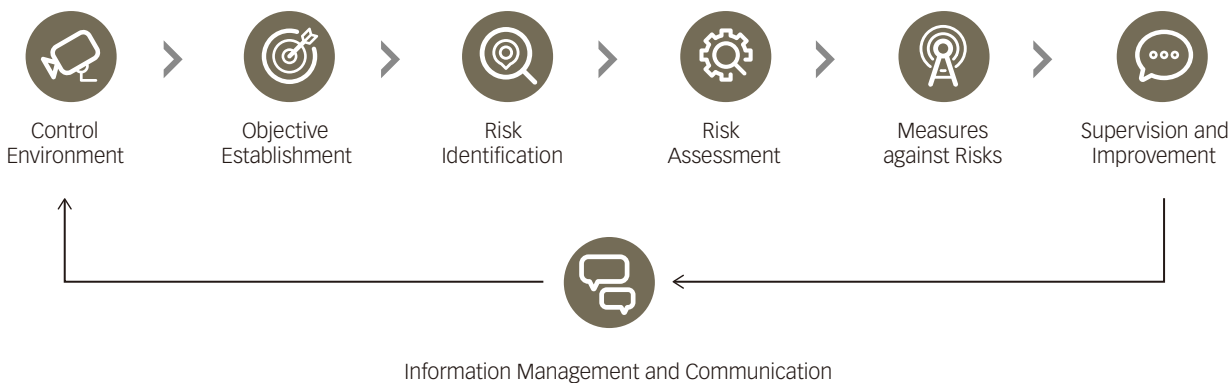 Control
Environment
Objective
Establishment
Risk
Identification
Risk
Assessment
Measures
against Risks
Supervision and
Improvement
Information Management and Communication